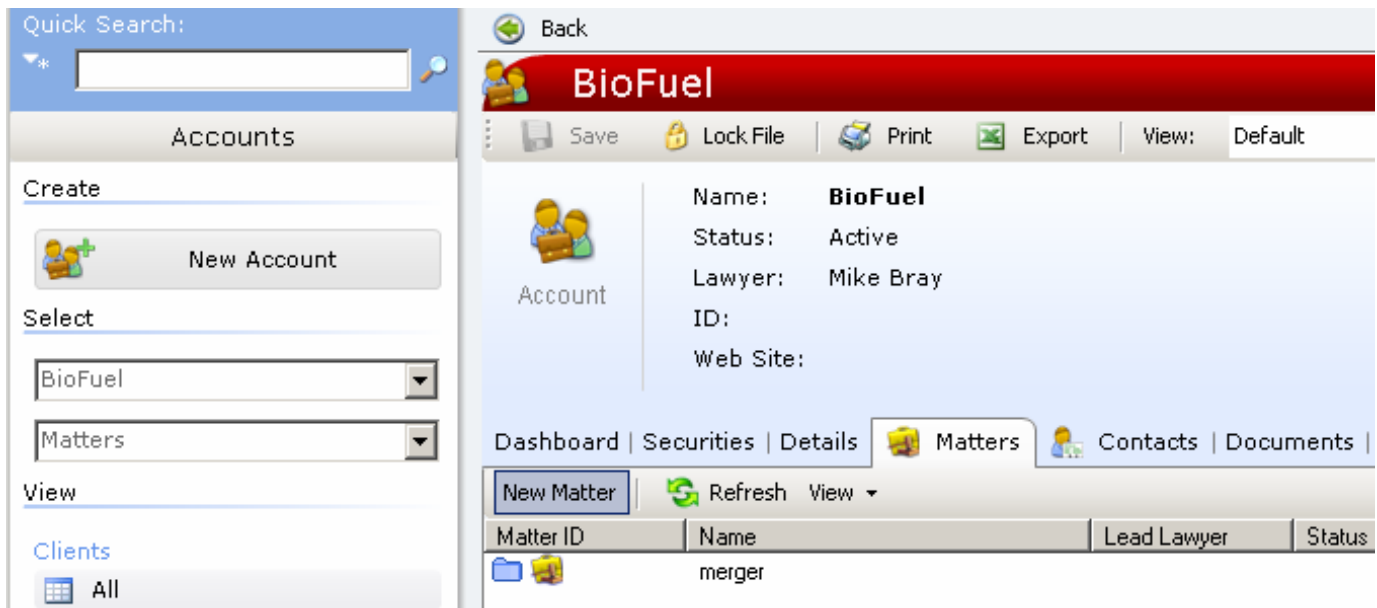 Quick Search:
*
Accounts
Create
New Account
Select
BioFuel
Matters
View
Clients
All
Back
BioFuel
Save Lock File Print Export View: Default
Account
Name: BioFuel
Status: Active
Lawyer: Mike Bray
ID:
Web Site:
Dashboard | Securities | Details Matters Contacts | Documents |
New Matter Refresh View
Matter ID Name Lead Lawyer Status
merger